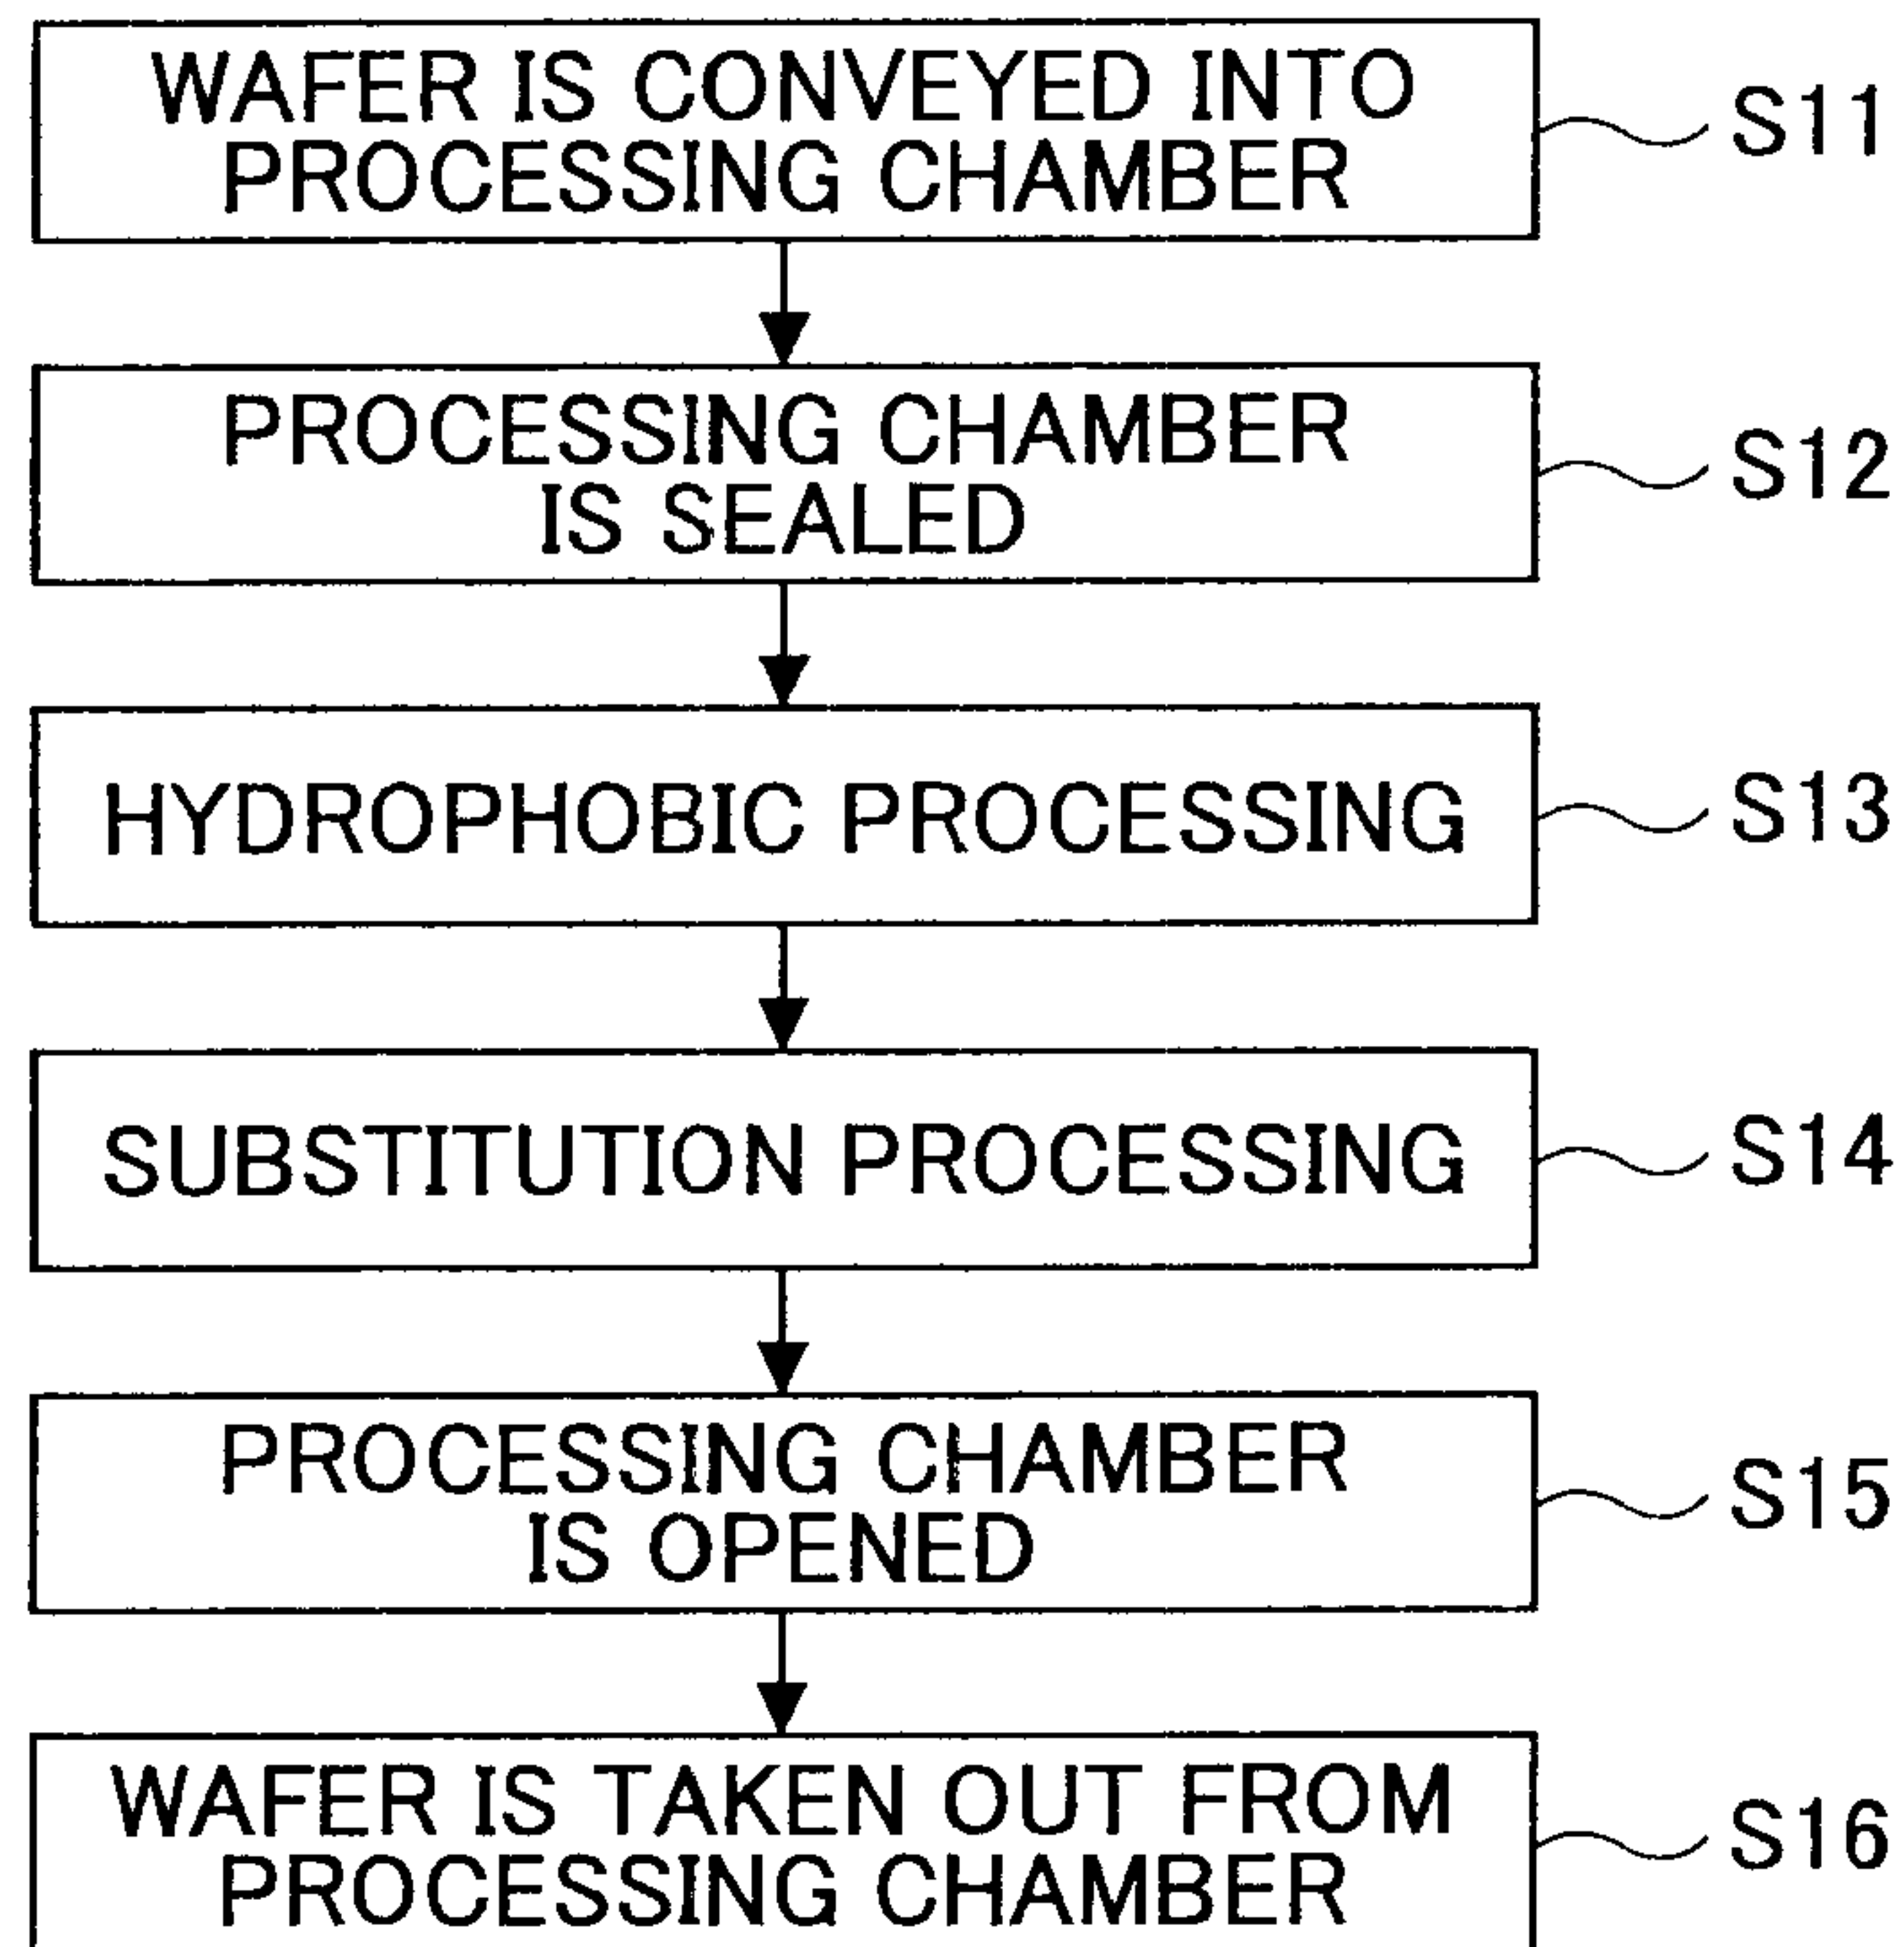 WAFER IS CONVEYED INTO
PROCESSING CHAMBER
S11
PROCESSING CHAMBER
IS SEALED
S12
HYDROPHOBIC PROCESSING
S13
SUBSTITUTION PROCESSING
S14
PROCESSING CHAMBER
IS OPENED
S15
WAFER IS TAKEN OUT FROM
PROCESSING CHAMBER
S16